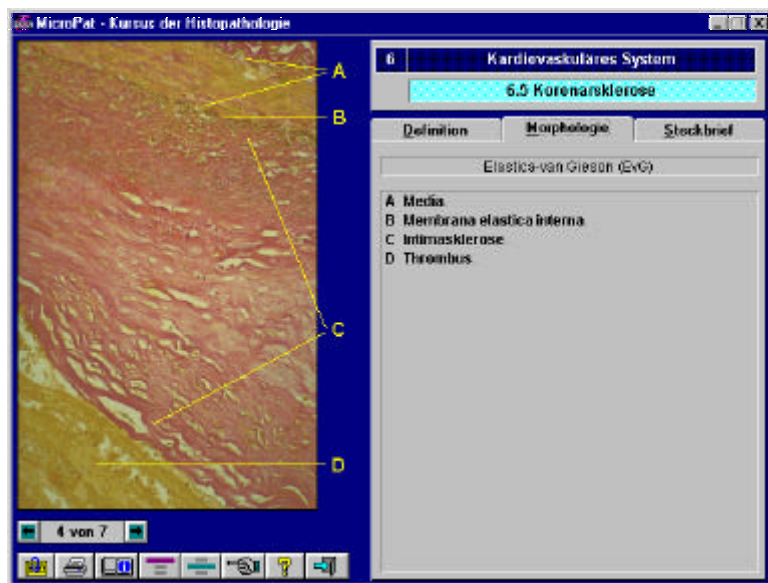 MicroPat - Kursus der Histopathologie
6 Kardiovaskuläres System
6.5 Koronarsklerose
Definition Morphologie Steckbrief
Elastica-van Gieson (EvG)
A
B
C
D
A Media
B Membrana elastica interna
C Intimasklerose
D Thrombus
4 von 7
?